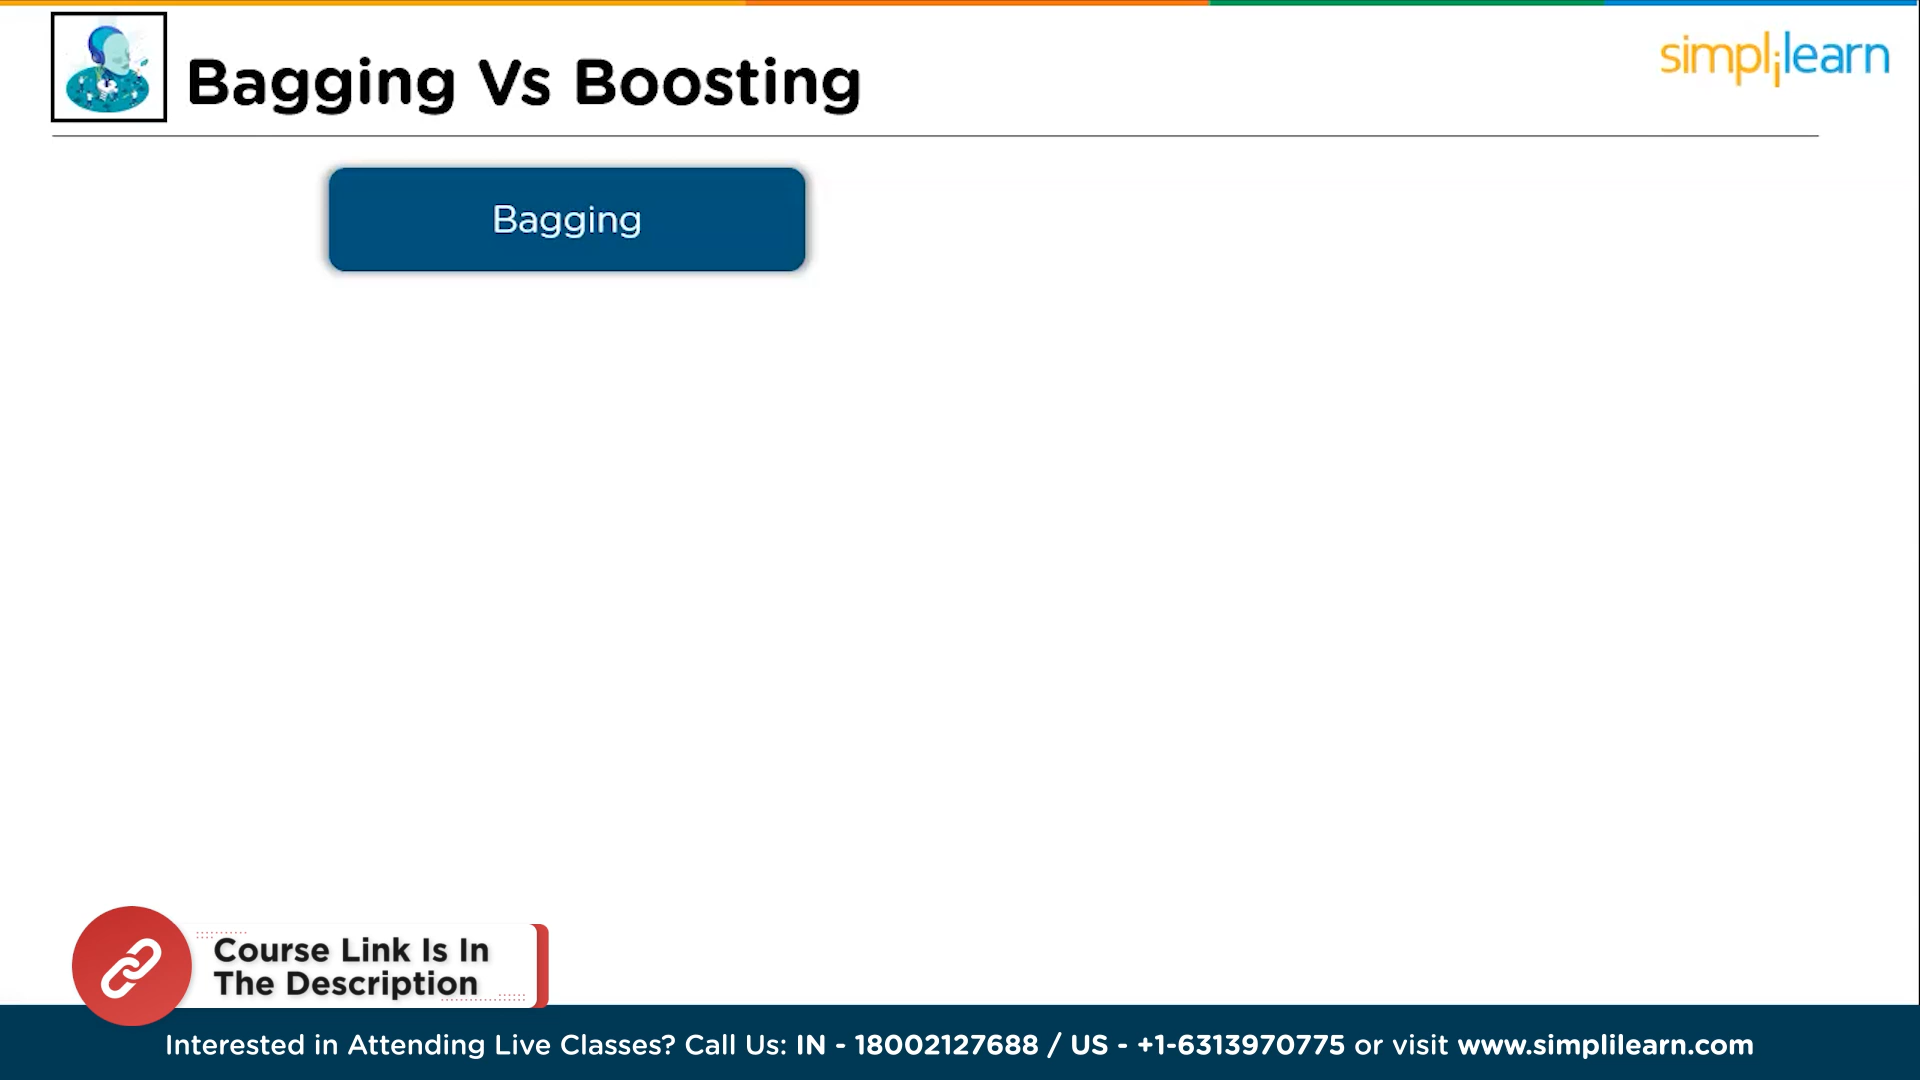 Bagging Vs Boosting
simplilearn
Bagging
Course Link Is In
The Description
Interested in Attending Live Classes? Call Us: IN - 18002127688 / US - +1-6313970775 or visit www.simplilearn.com